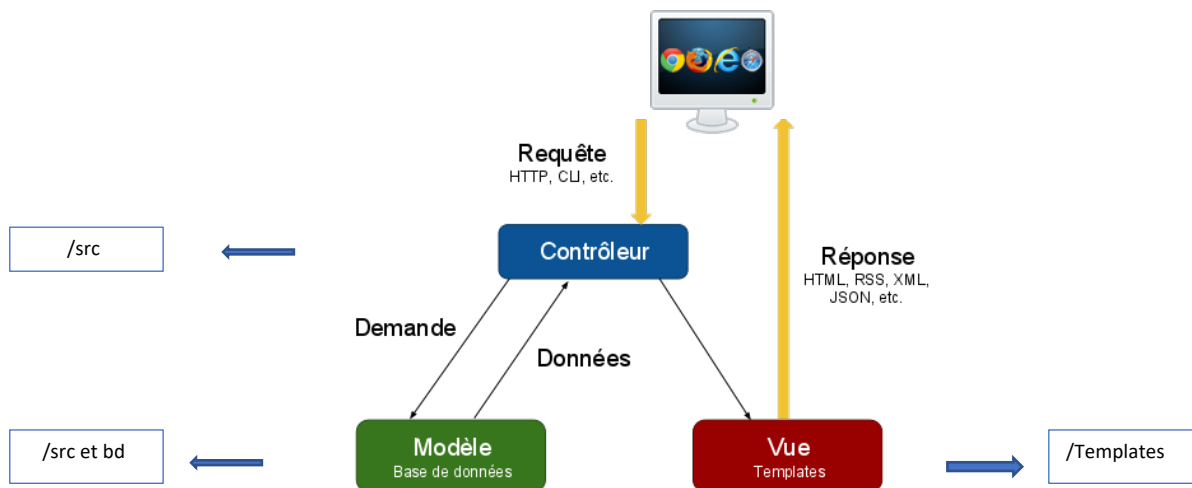 Requête
HTTP, CLI, etc.
/src
Contrôleur
Réponse
HTML, RSS, XML,
JSON, etc.
Demande
Données
/src et bd
Modèle
Base de données
Vue
Templates
/Templates